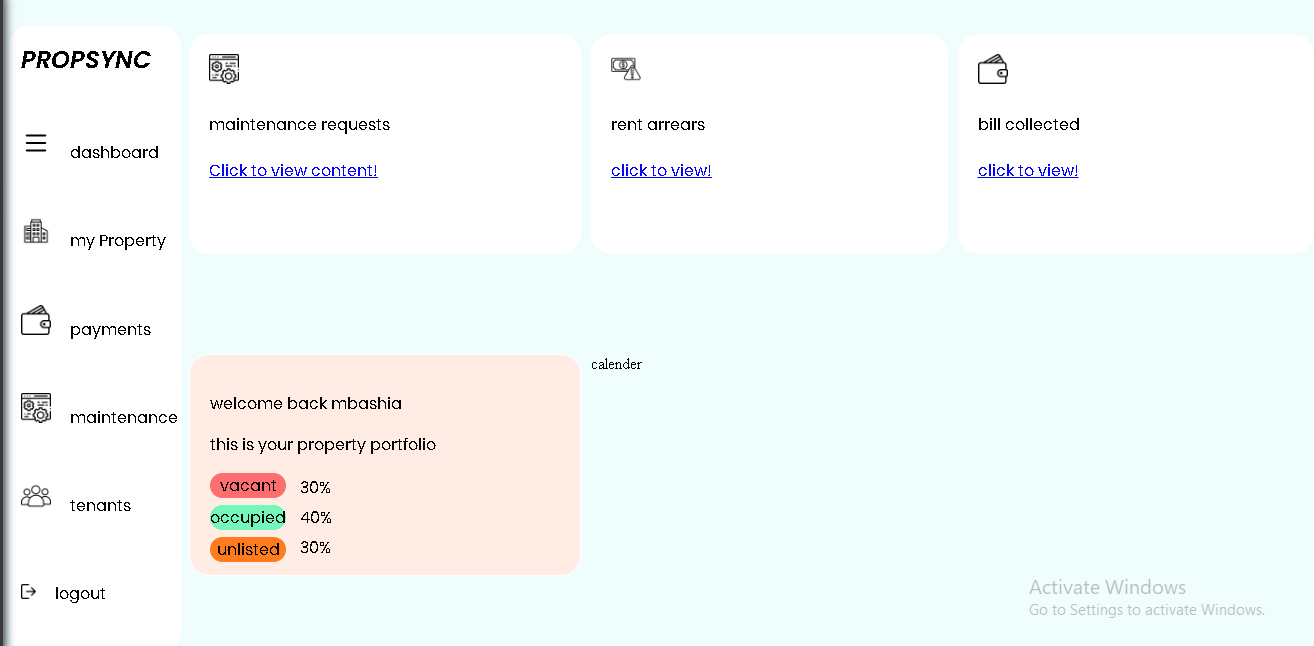 PROPSYNC
dashboard
my Property
payments
maintenance
tenants
logout
maintenance requests
Click to view content!
rent arrears
click to view!
bill collected
click to view!
welcome back mbashia
this is your property portfolio
vacant 30%
occupied 40%
unlisted 30%
calender
Activate Windows
Go to Settings to activate Windows.